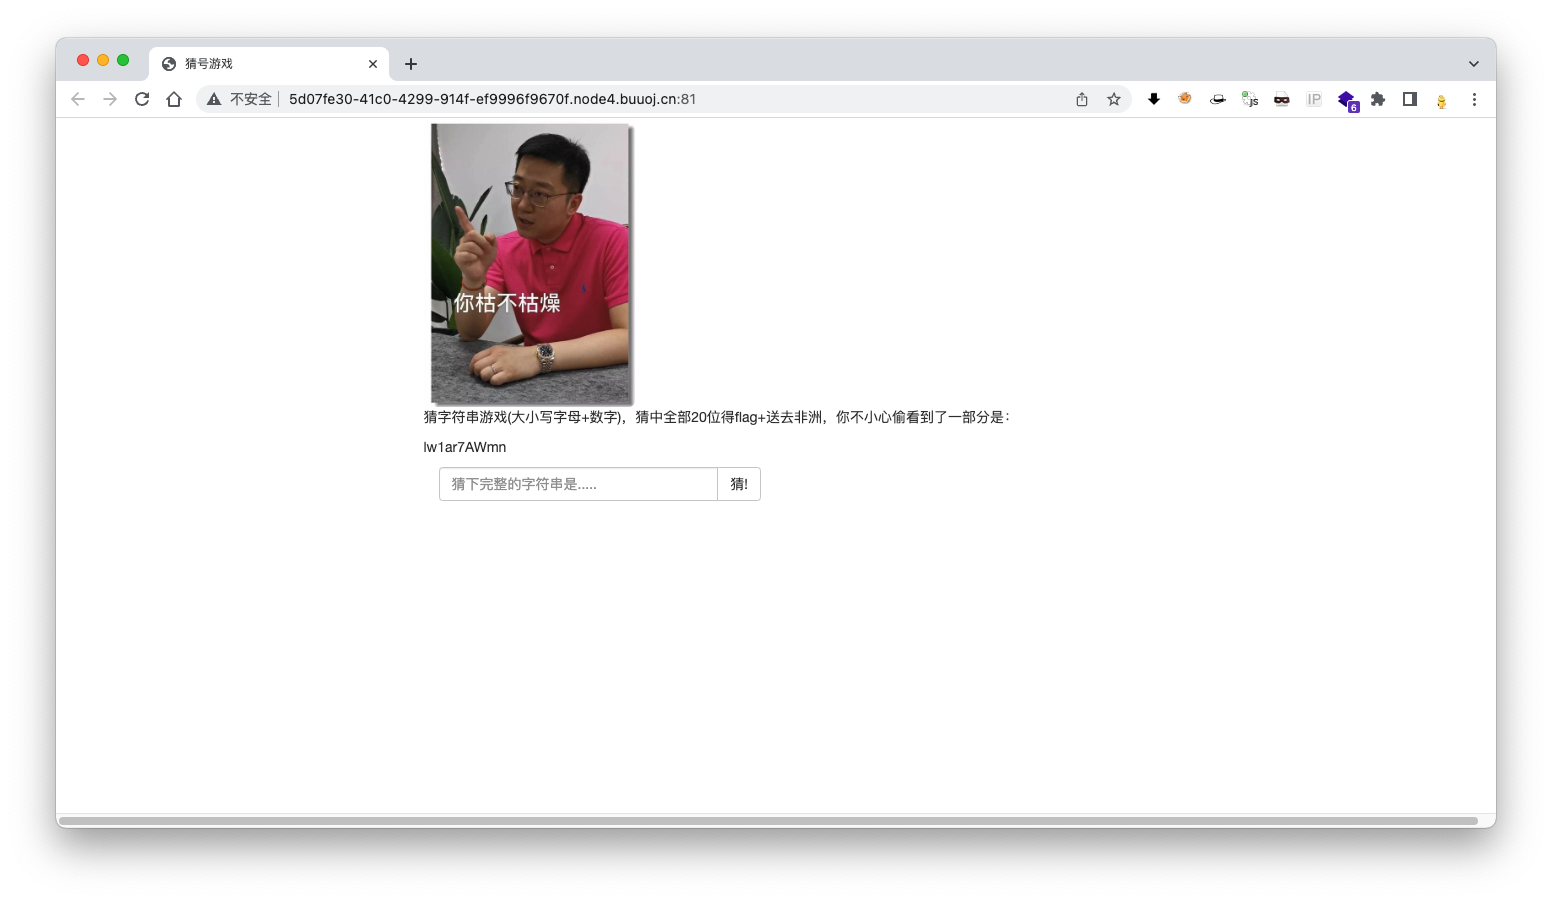 猜号游戏
不安全 5d07fe30-41c0-4299-914f-ef9996f9670f.node4.buuoj.cn:81
JS
IP
6
你枯不枯燥
猜字符串游戏(大小写字母+数字)，猜中全部20位得flag+送去非洲，你不小心偷看到了一部分是：
lw1ar7AWmn
猜下完整的字符串是..... 猜!